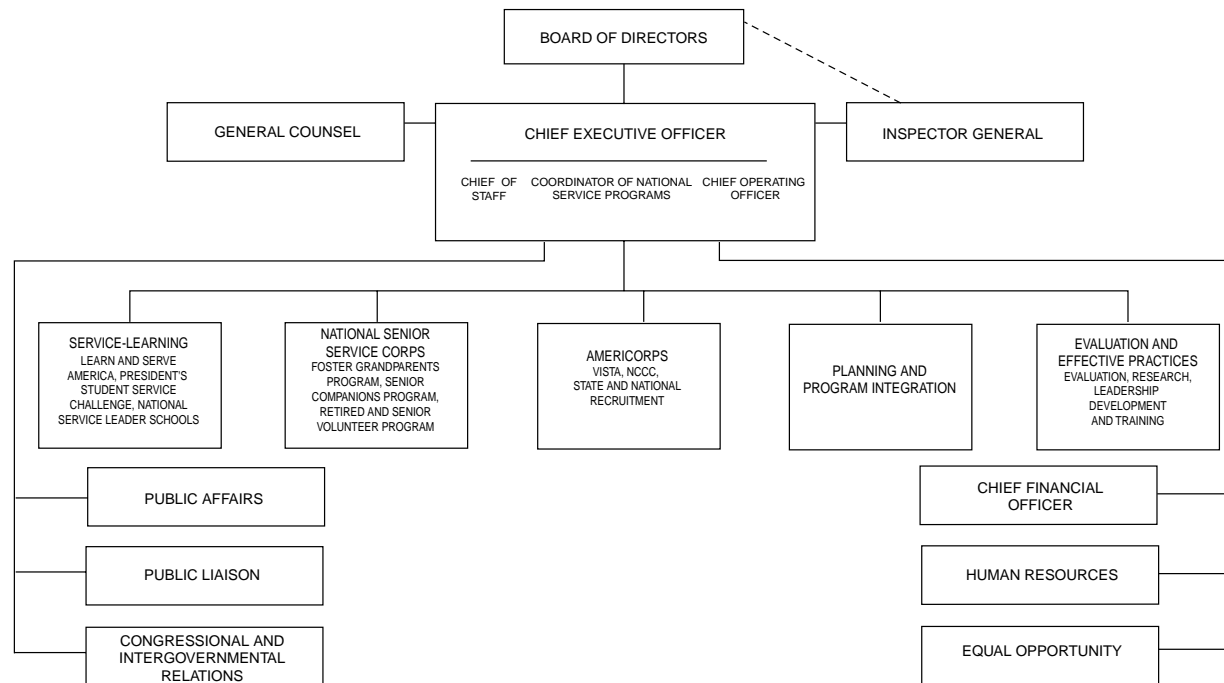 BOARD OF DIRECTORS
GENERAL COUNSEL
CHIEF EXECUTIVE OFFICER
INSPECTOR GENERAL
CHIEF OF
STAFF
COORDINATOR OF NATIONAL
SERVICE PROGRAMS
CHIEF OPERATING
OFFICER
SERVICE-LEARNING
LEARN AND SERVE
AMERICA, PRESIDENT'S
STUDENT SERVICE
CHALLENGE, NATIONAL
SERVICE LEADER SCHOOLS
NATIONAL SENIOR
SERVICE CORPS
FOSTER GRANDPARENTS
PROGRAM, SENIOR
COMPANIONS PROGRAM,
RETIRED AND SENIOR
VOLUNTEER PROGRAM
AMERICORPS
VISTA, NCCC,
STATE AND NATIONAL
RECRUITMENT
PLANNING AND
PROGRAM INTEGRATION
EVALUATION AND
EFFECTIVE PRACTICES
EVALUATION, RESEARCH,
LEADERSHIP
DEVELOPMENT
AND TRAINING
PUBLIC AFFAIRS
CHIEF FINANCIAL
OFFICER
PUBLIC LIAISON
HUMAN RESOURCES
CONGRESSIONAL AND
INTERGOVERNMENTAL
RELATIONS
EQUAL OPPORTUNITY